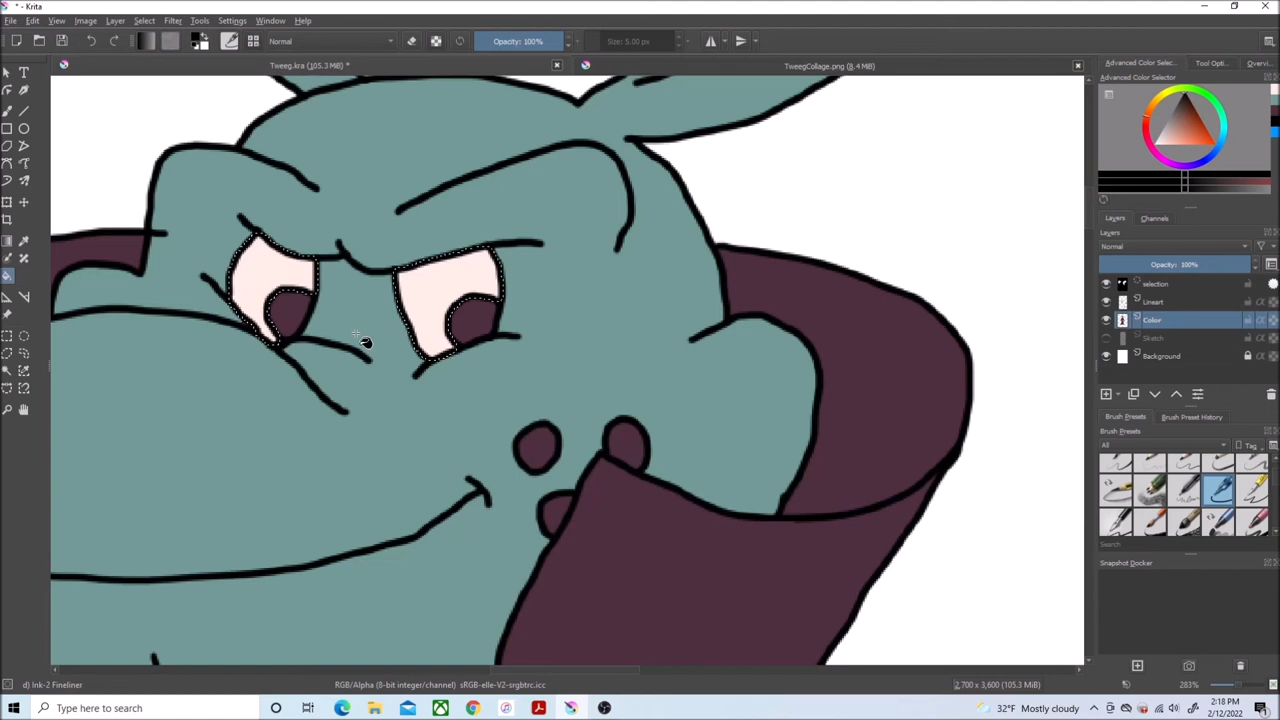 * - Krita
File Edit View Image Layer Select Filter Tools Settings Window Help
Normal Opacity: 100% Size: 5.00 px
Tweeg.kra (105.3 MiB) * TweegCollage.png (8.4 MiB)
Advanced Color Selec... Tool Opti... Overvi...
Advanced Color Selector
Layers Channels
Layers
Normal
Opacity: 100%
selection
Lineart
Color
Sketch
Background
Brush Presets Brush Preset History
Brush Presets
All Tag
Search
Snapshot Docker
d) Ink-2 Fineliner RGB/Alpha (8-bit integer/channel) sRGB-elle-V2-srgbtrc.icc 2,700 x 3,600 (105.3 MiB) 283%
Type here to search 32°F Mostly cloudy 2:18 PM
2/12/2022